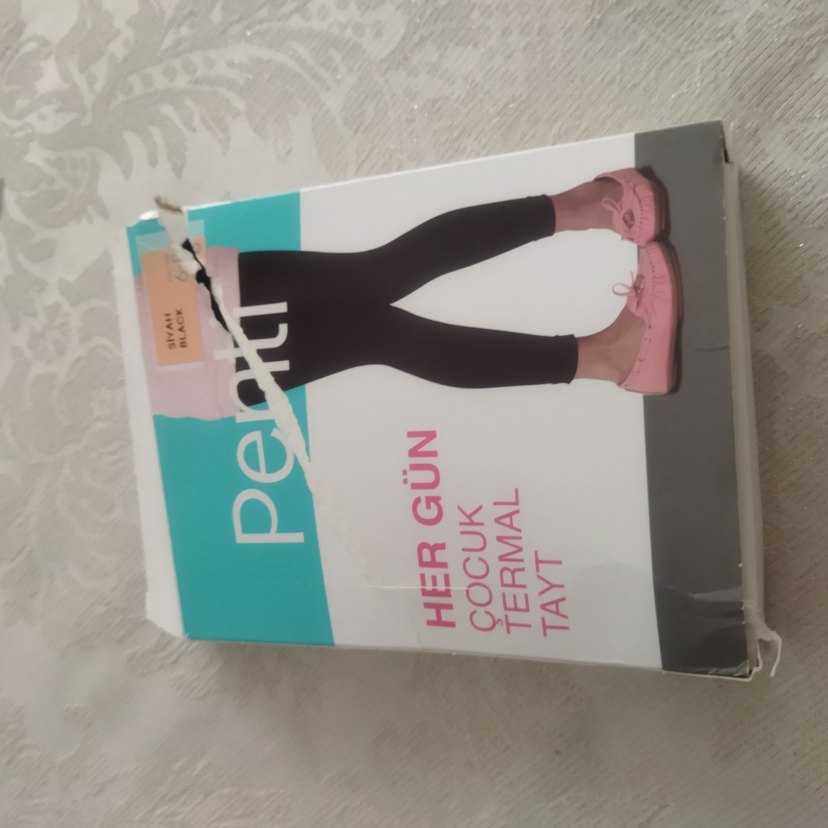 penti
SİYAH
BLACK
HER GÜN
ÇOCUK
TERMAL
TAYT